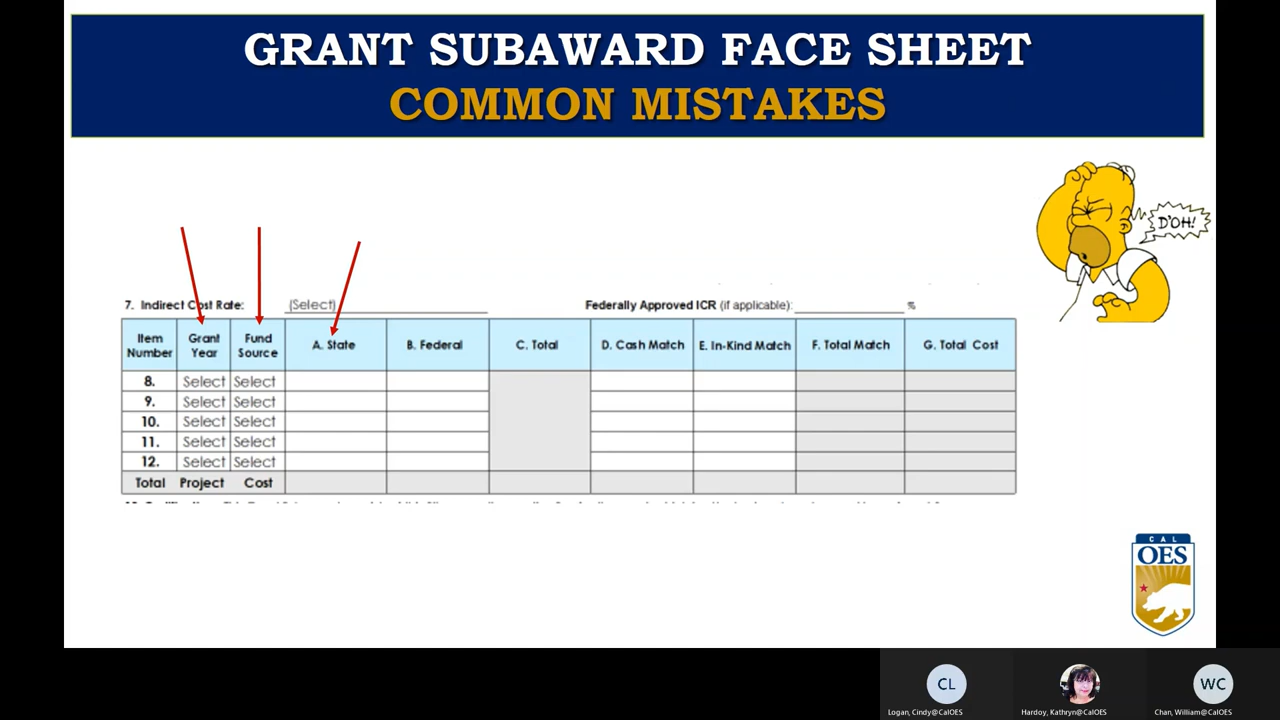 GRANT SUBAWARD FACE SHEET
COMMON MISTAKES
D'OH!
7. Indirect Cost Rate: (Select) Federally Approved ICR (if applicable): %
Item Number Grant Year Fund Source A. State B. Federal C. Total D. Cash Match E. In-Kind Match F. Total Match G. Total Cost
8. Select Select
9. Select Select
10. Select Select
11. Select Select
12. Select Select
Total Project Cost
CAL
OES
CL
WC
Logan, Cindy@CalOES
Hardoy, Kathryn@CalOES
Chan, William@CalOES